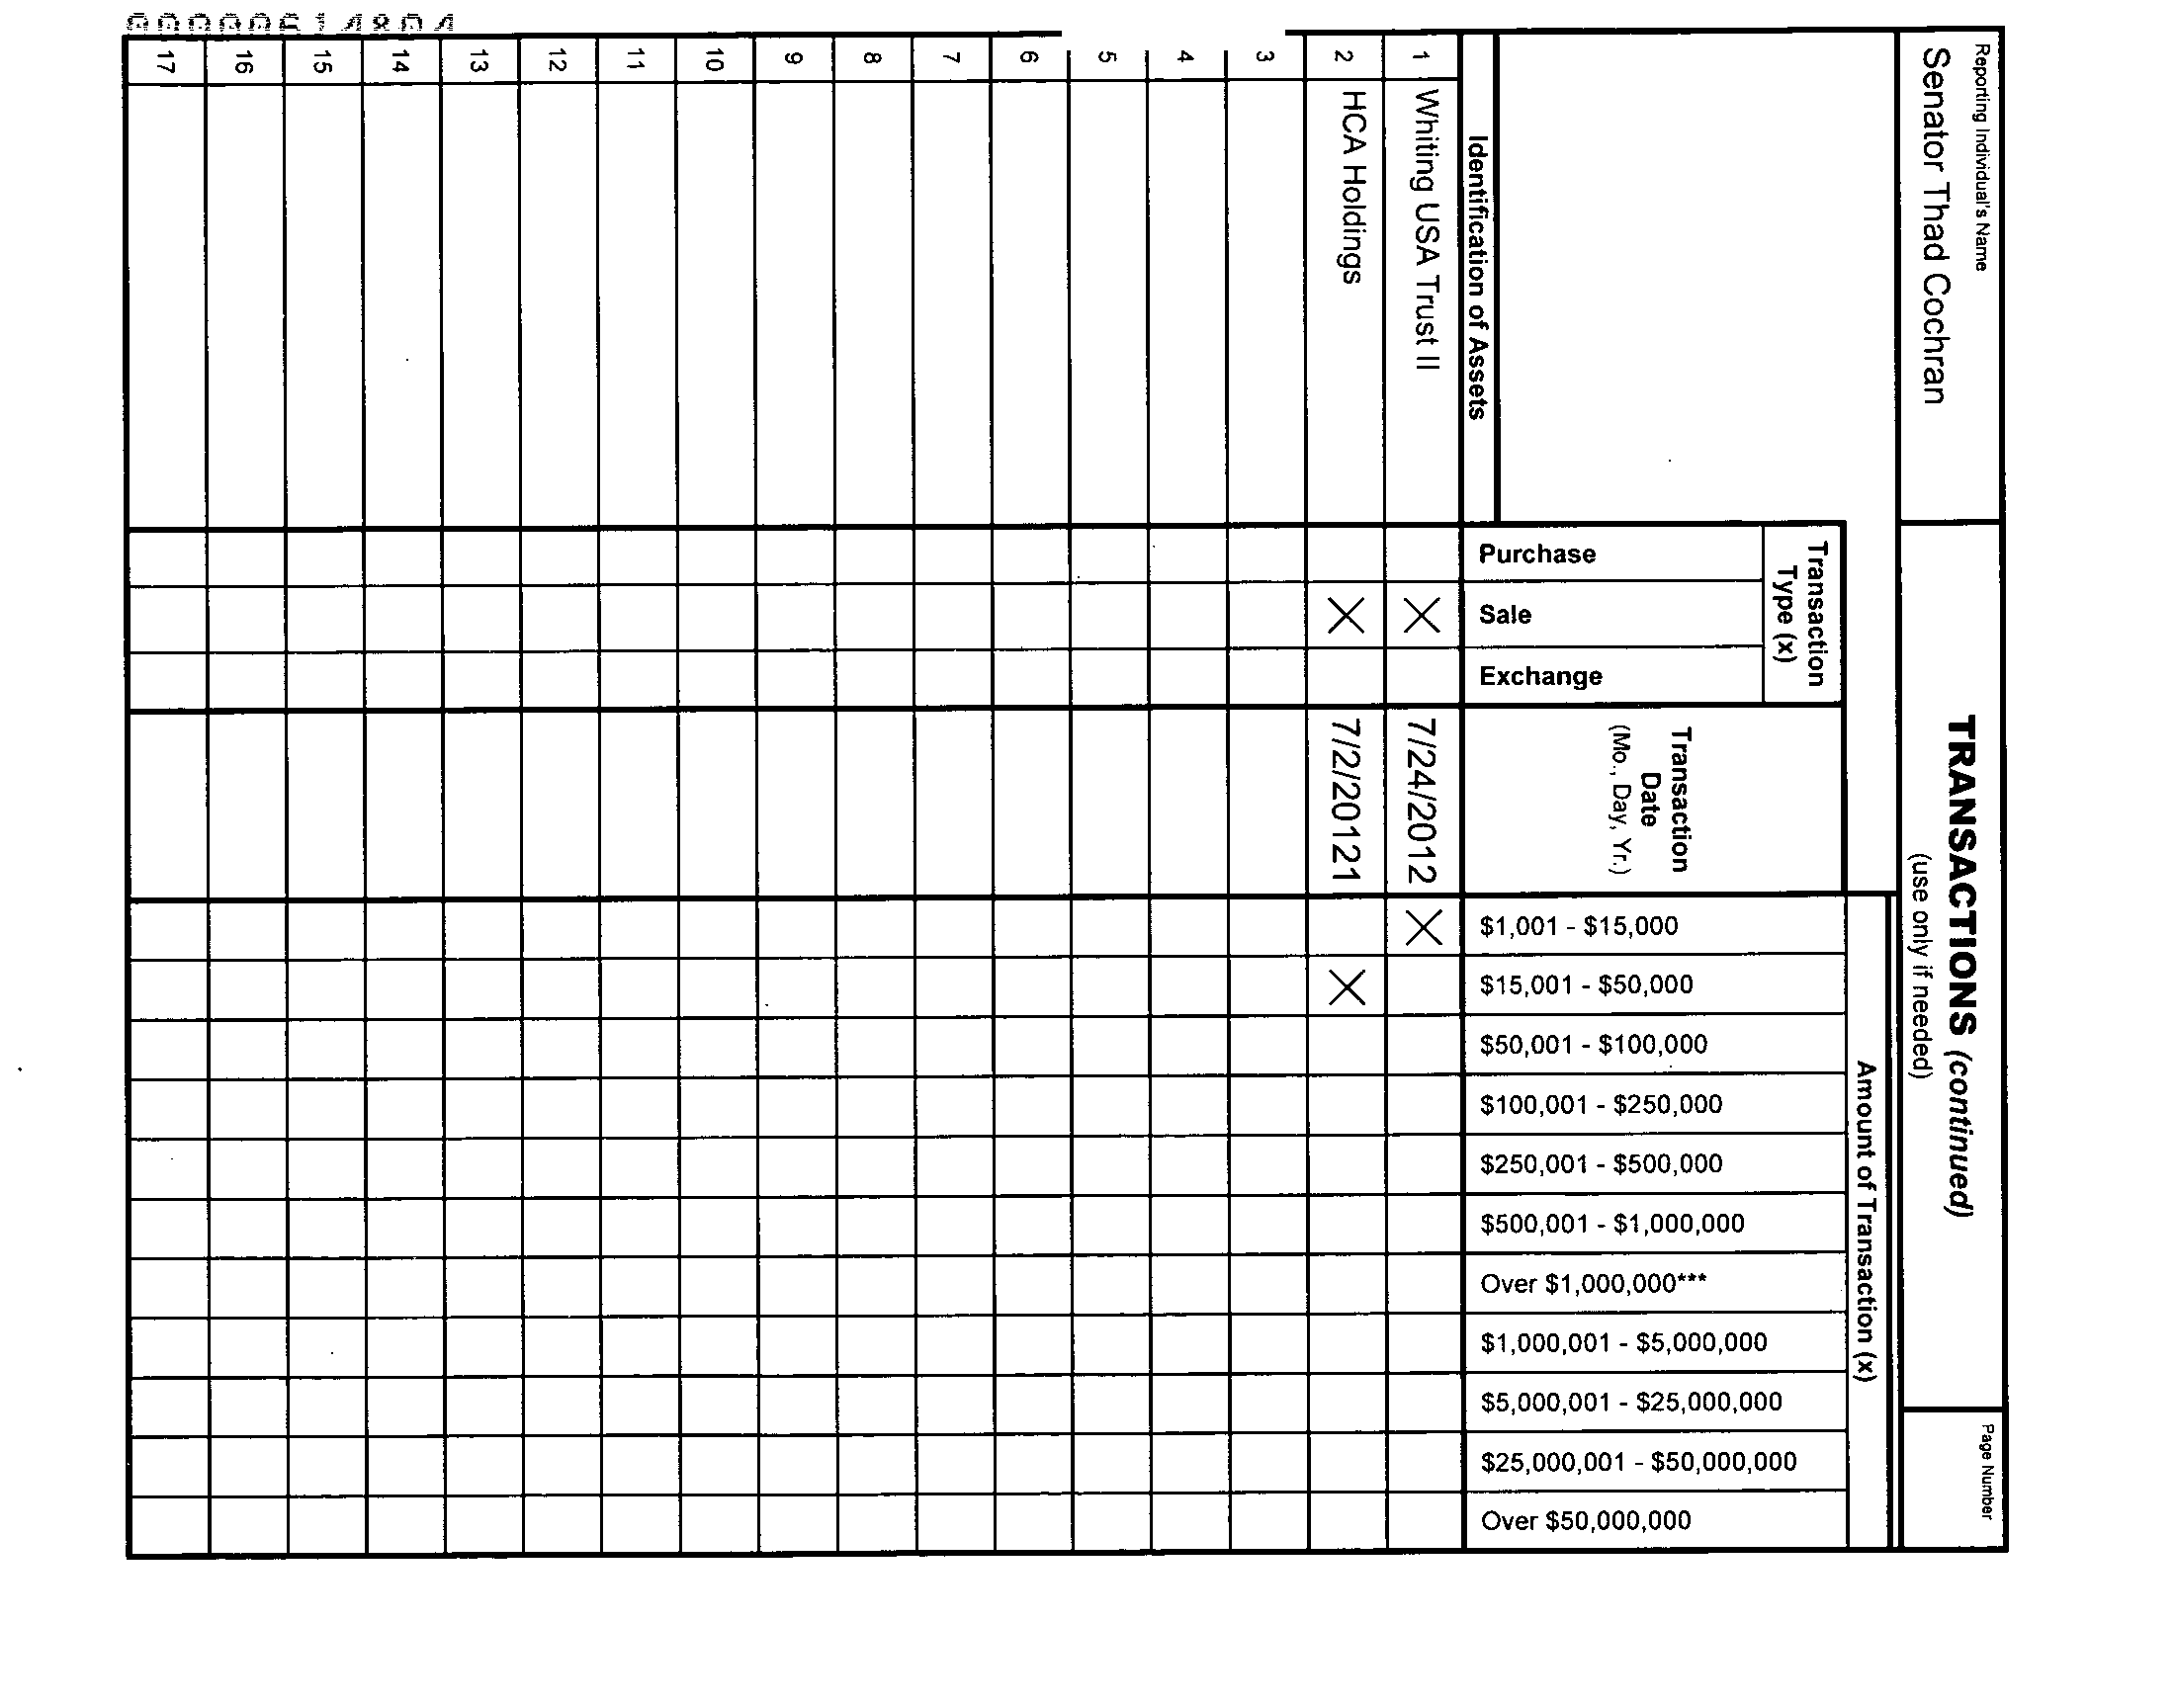 Reporting Individual's Name
Senator Thad Cochran
TRANSACTIONS (continued)
(use only if needed)
Page Number
Identification of Assets
Transaction
Type (x)
Purchase
Sale
Exchange
Transaction
Date
(Mo., Day, Yr.)
Amount of Transaction (x)
$1,001 - $15,000
$15,001 - $50,000
$50,001 - $100,000
$100,001 - $250,000
$250,001 - $500,000
$500,001 - $1,000,000
Over $1,000,000***
$1,000,001 - $5,000,000
$5,000,001 - $25,000,000
$25,000,001 - $50,000,000
Over $50,000,000
1 Whiting USA Trust II X 7/24/2012 X
2 HCA Holdings X 7/2/20121 X
3
4
5
6
7
8
9
10
11
12
13
14
15
16
17